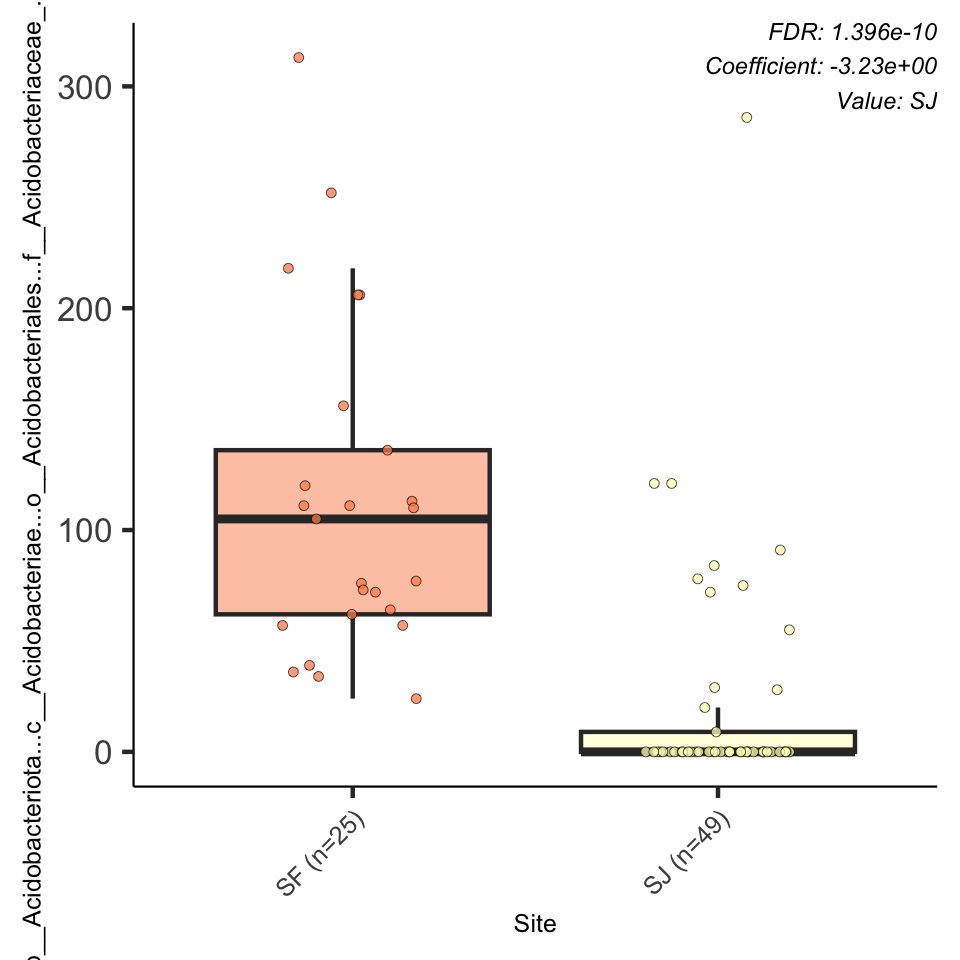 FDR: 1.396e-10
Coefficient: -3.23e+00
Value: SJ
300
200
100
0
__Acidobacteriota...c__Acidobacteriae...o__Acidobacteriales...f__Acidobacteriaceae_.
SF (n=25)
SJ (n=49)
Site